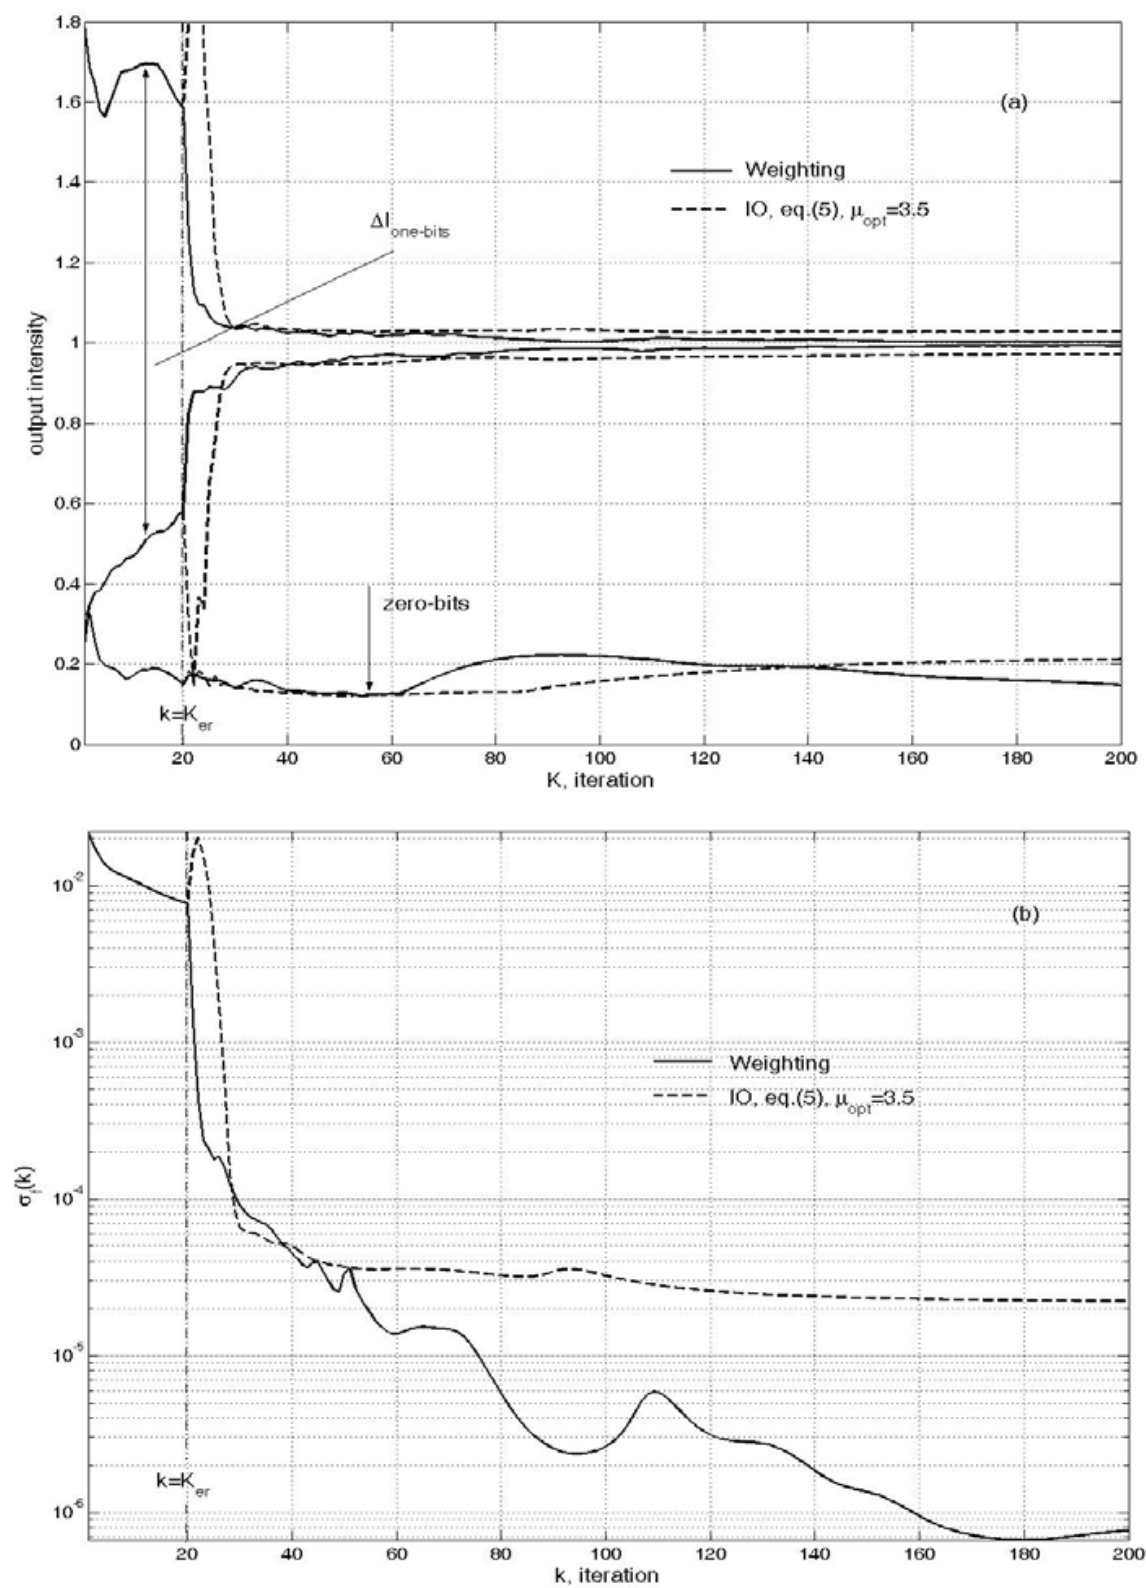 1.8
1.6
1.4
1.2
1
0.8
0.6
0.4
0.2
0
output intensity
(a)
Weighting
IO, eq.(5), μopt=3.5
ΔIone-bits
zero-bits
k=Ker
20 40 60 80 100 120 140 160 180 200
K, iteration
10-2
10-3
10-4
10-5
10-6
(b)
Weighting
IO, eq.(5), μopt=3.5
k=Ker
20 40 60 80 100 120 140 160 180 200
k, iteration